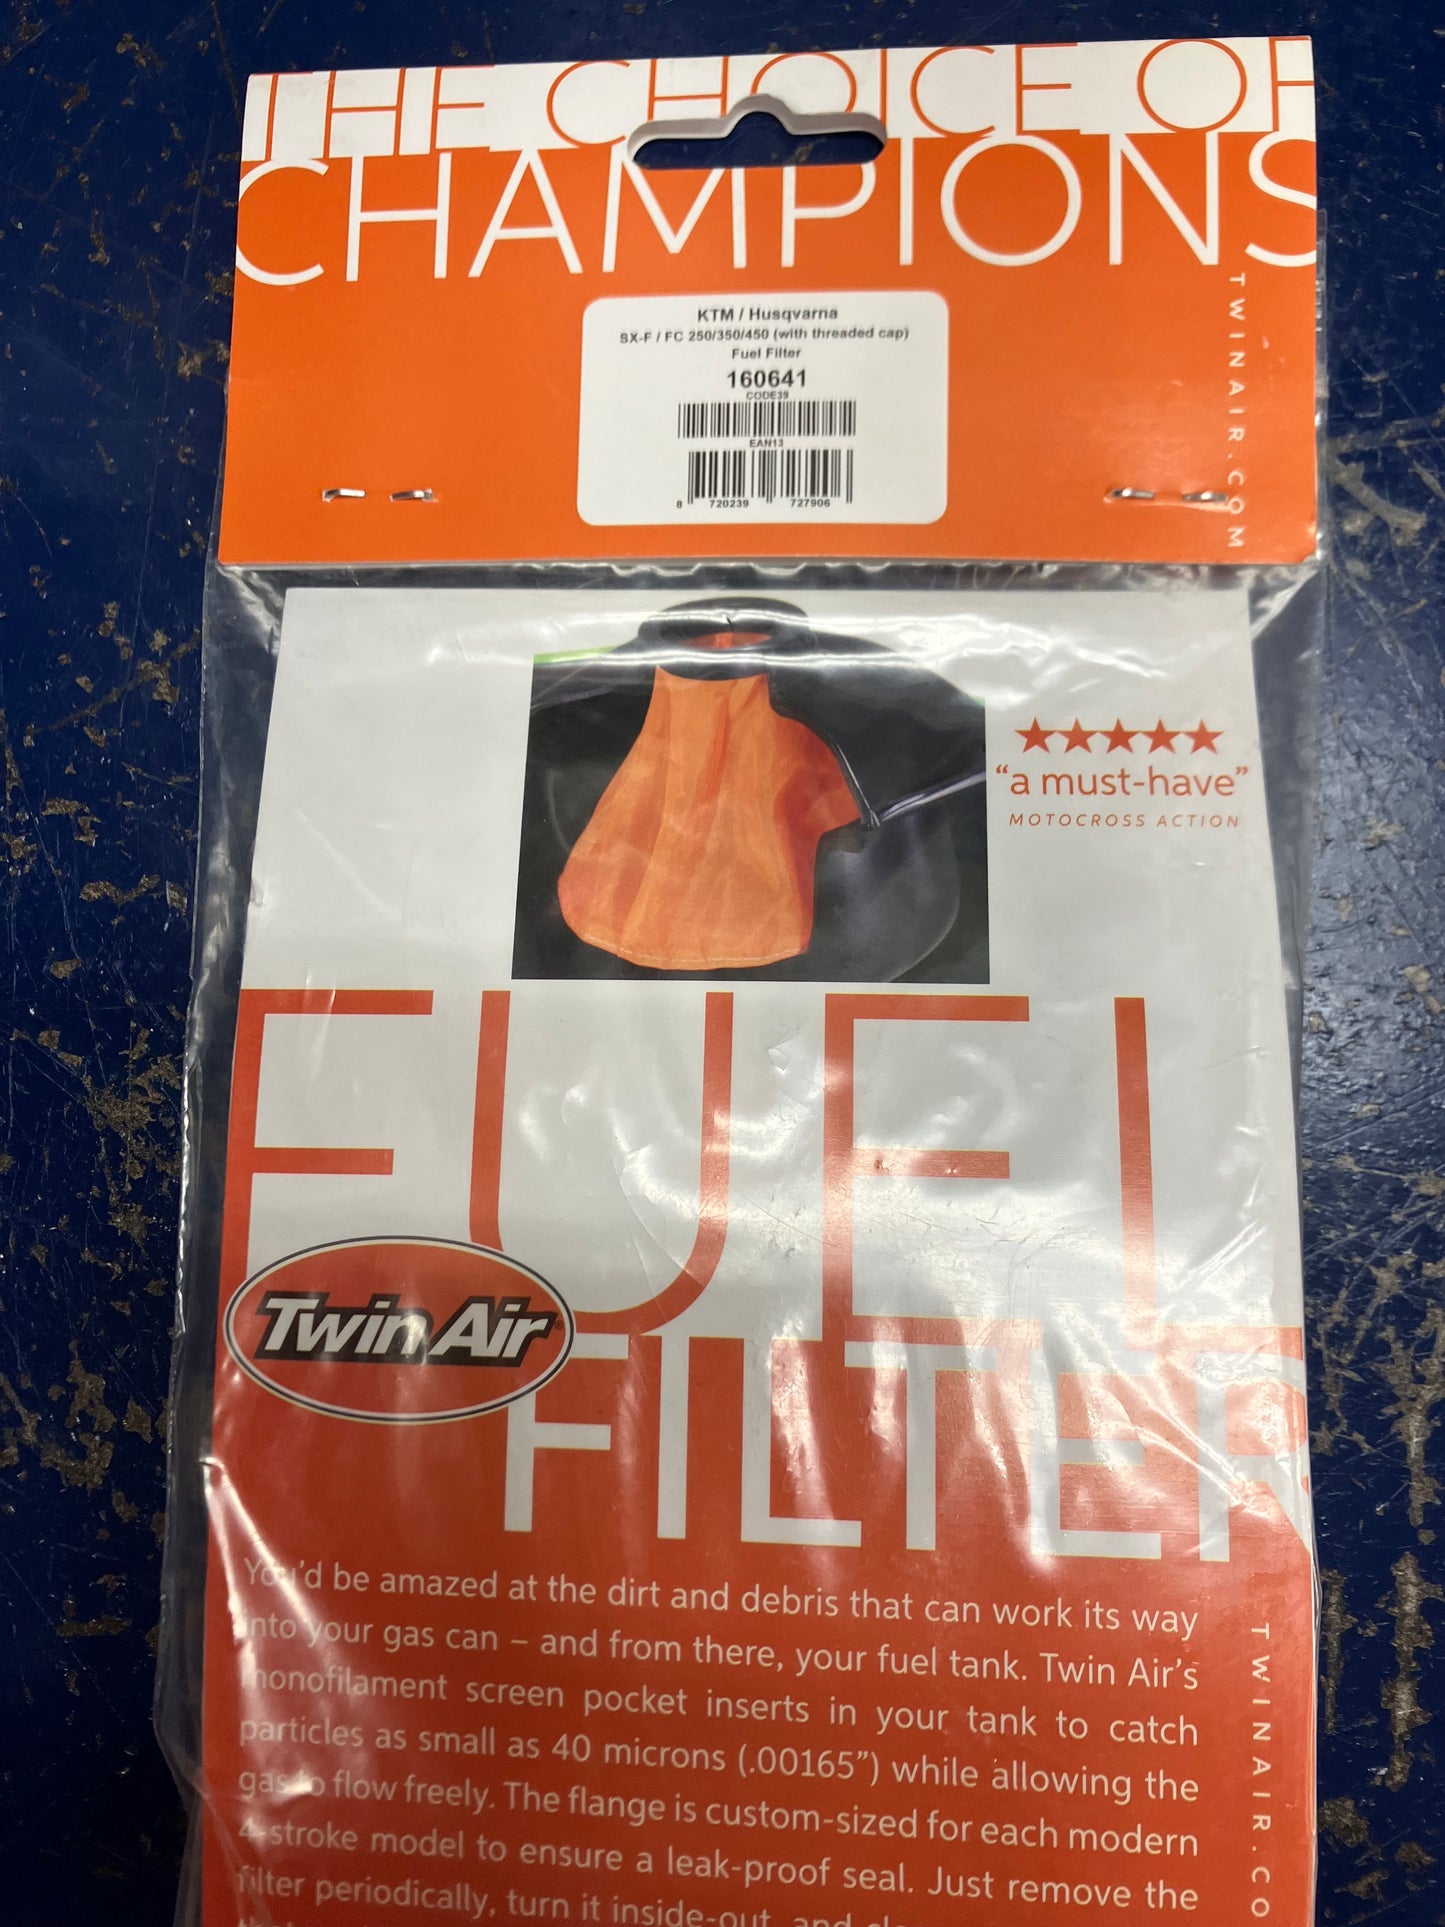 THE CHOICE OF
CHAMPIONS
TWINAIR.COM
KTM / Husqvarna
SX-F / FC 250/350/450 (with threaded cap)
Fuel Filter
160641
CODE39
EAN13
8 720239 727906
★★★★★
“a must-have”
MOTOCROSS ACTION
FUEL
Twin Air
FILTER
You’d be amazed at the dirt and debris that can work its way
into your gas can – and from there, your fuel tank. Twin Air’s
monofilament screen pocket inserts in your tank to catch
particles as small as 40 microns (.00165”) while allowing the
gas to flow freely. The flange is custom-sized for each modern
4-stroke model to ensure a leak-proof seal. Just remove the
filter periodically, turn it inside-out, and
TWINAIR.CO